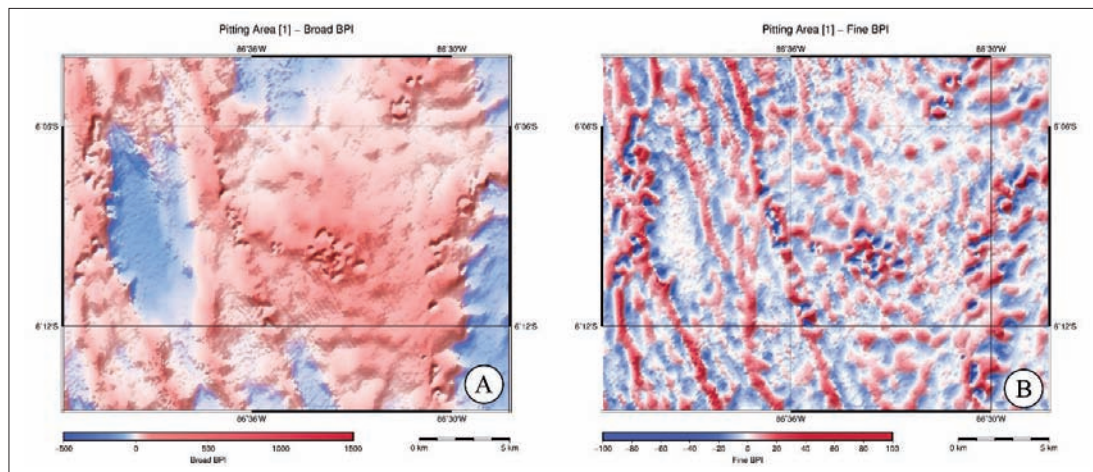 Pitting Area [1] – Broad BPI
86°36'W 86°30'W
6°06'S 6°06'S
6°12'S 6°12'S
A
86°36'W 86°30'W
-500 0 500 1000 1500
Broad BPI
0 km 5 km
Pitting Area [1] – Fine BPI
86°36'W 86°30'W
6°06'S 6°06'S
6°12'S 6°12'S
B
86°36'W 86°30'W
-100 -80 -60 -40 -20 0 20 40 60 80 100
Fine BPI
0 km 5 km